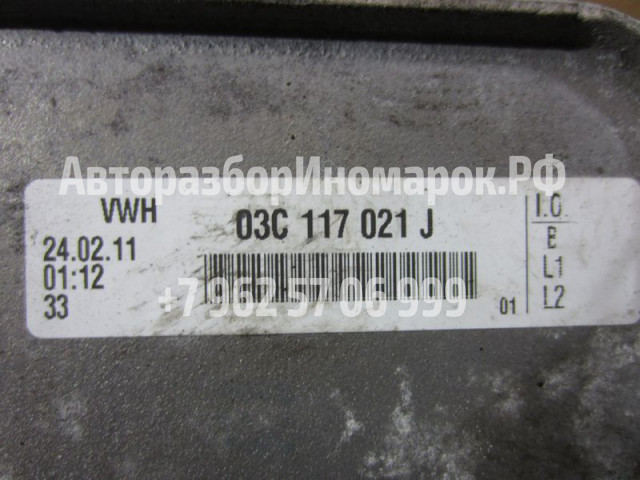 АвторазборИномарок.РФ
VWH 03C 117 021 J I.O.
24.02.11 B
01:12 L1
+7 962 57 06 999
33 01 L2